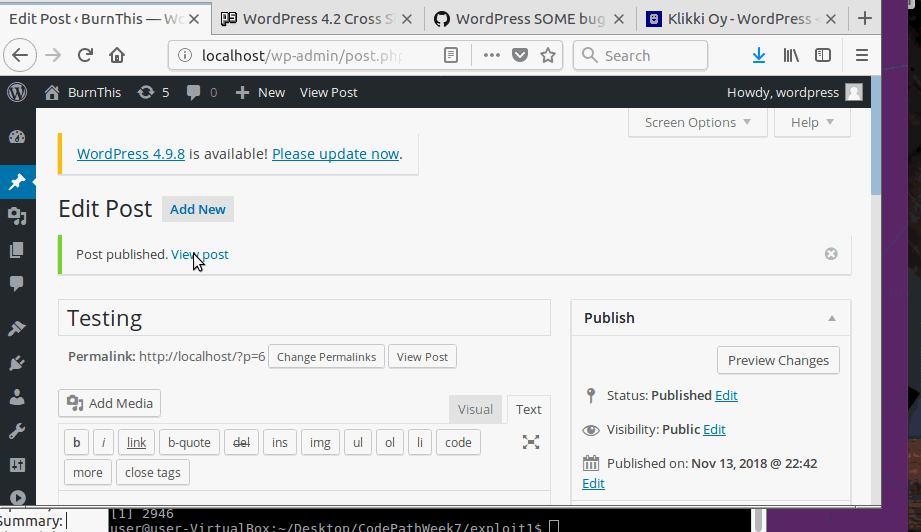 Edit Post ‹ BurnThis — Wo
WordPress 4.2 Cross S
WordPress SOME bug
Klikki Oy - WordPress
localhost/wp-admin/post.php
Search
BurnThis 5 0 New View Post Howdy, wordpress
Screen Options Help
WordPress 4.9.8 is available! Please update now.
Edit Post Add New
Post published. View post
Testing
Permalink: http://localhost/?p=6 Change Permalinks View Post
Add Media
Visual Text
b i link b-quote del ins img ul ol li code
more close tags
Publish
Preview Changes
Status: Published Edit
Visibility: Public Edit
Published on: Nov 13, 2018 @ 22:42
Edit
Summary:
[1] 2946
user@user-VirtualBox:~/Desktop/CodePathWeek7/exploit1$